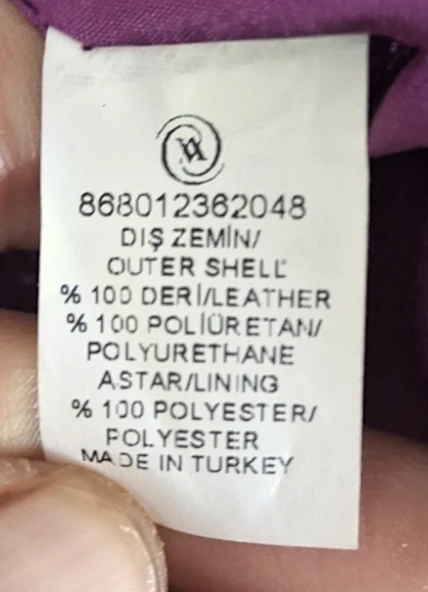 868012362048
DIŞ ZEMİN/
OUTER SHELL
% 100 DERİ/LEATHER
% 100 POLİÜRETAN/
POLYURETHANE
ASTAR/LINING
% 100 POLYESTER/
POLYESTER
MADE IN TURKEY